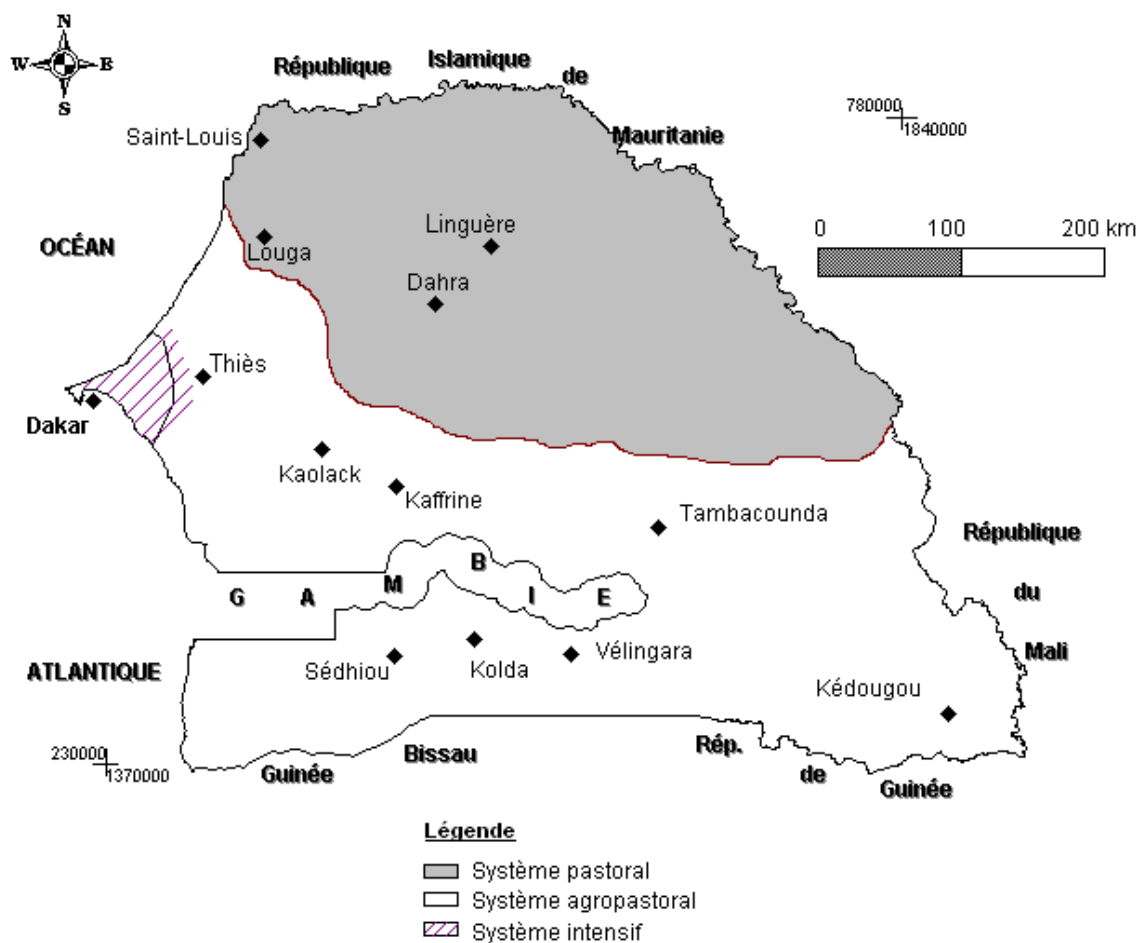 N
W E
S
République Islamique de
Mauritanie
780000
1840000
Saint-Louis
OCÉAN
Louga
Linguère
Dahra
0 100 200 km
Thiès
Dakar
Kaolack
Kaffrine
Tambacounda
République
du
Mali
G A M B I E
ATLANTIQUE
Sédhiou
Kolda
Vélingara
Kédougou
230000
1370000
Guinée Bissau
Rép. de Guinée
Légende
Système pastoral
Système agropastoral
Système intensif